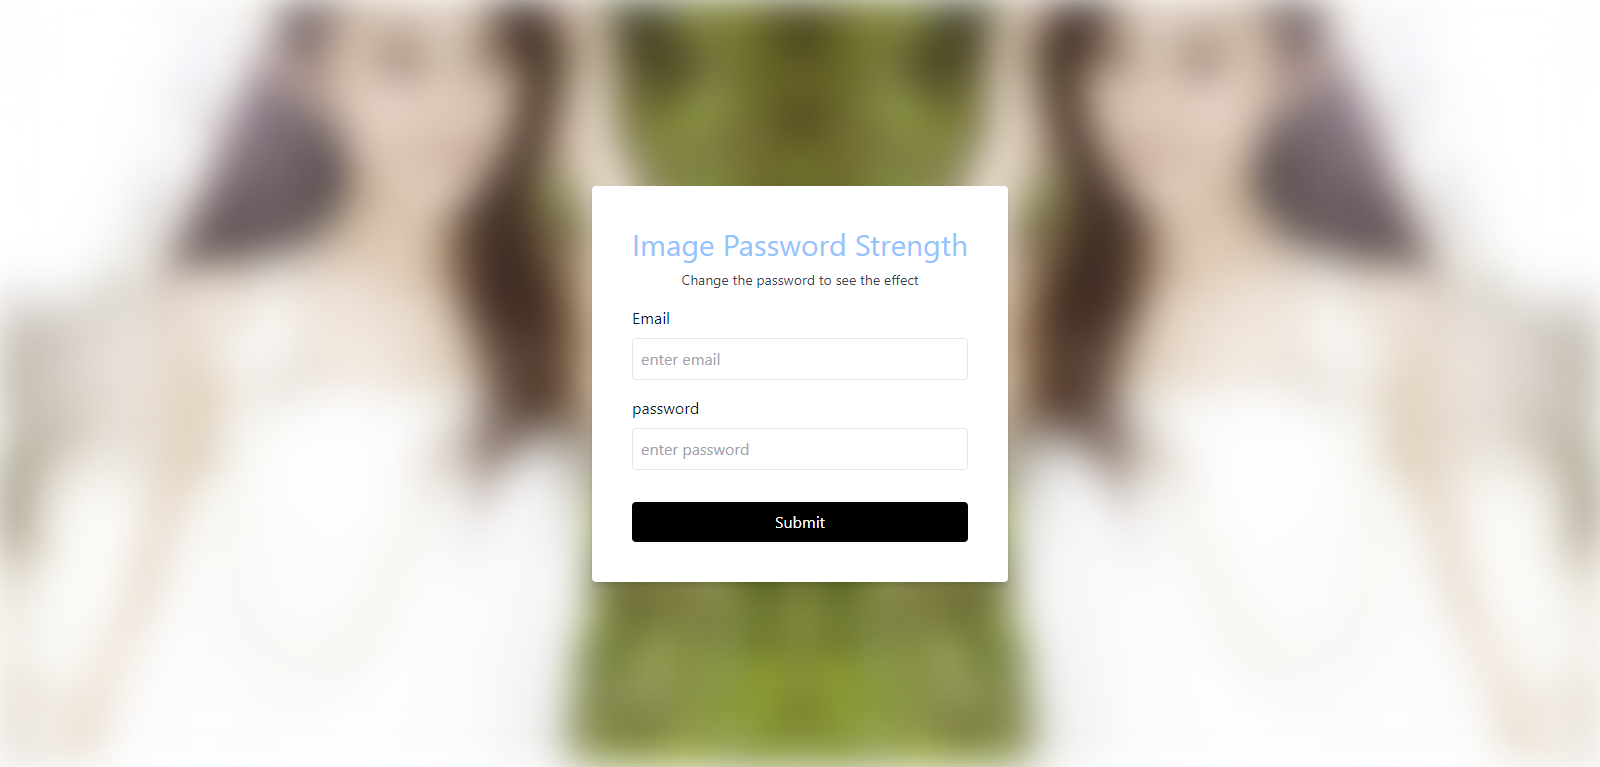 Image Password Strength
Change the password to see the effect
Email
enter email
password
enter password
Submit